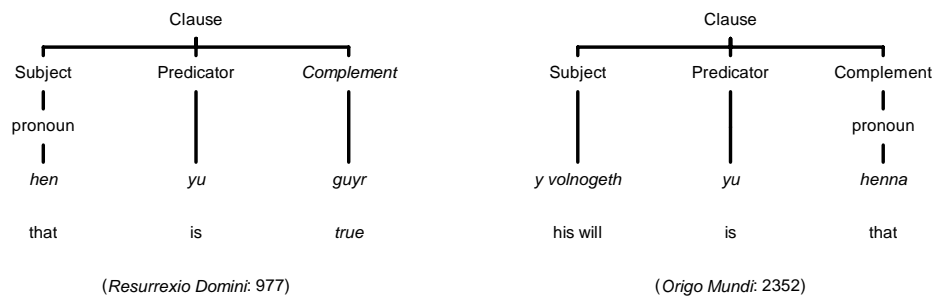 Clause
Subject Predicator Complement
pronoun
hen yu guyr
that is true
(Resurrexio Domini: 977)
Clause
Subject Predicator Complement
pronoun
y volnogeth yu henna
his will is that
(Origo Mundi: 2352)